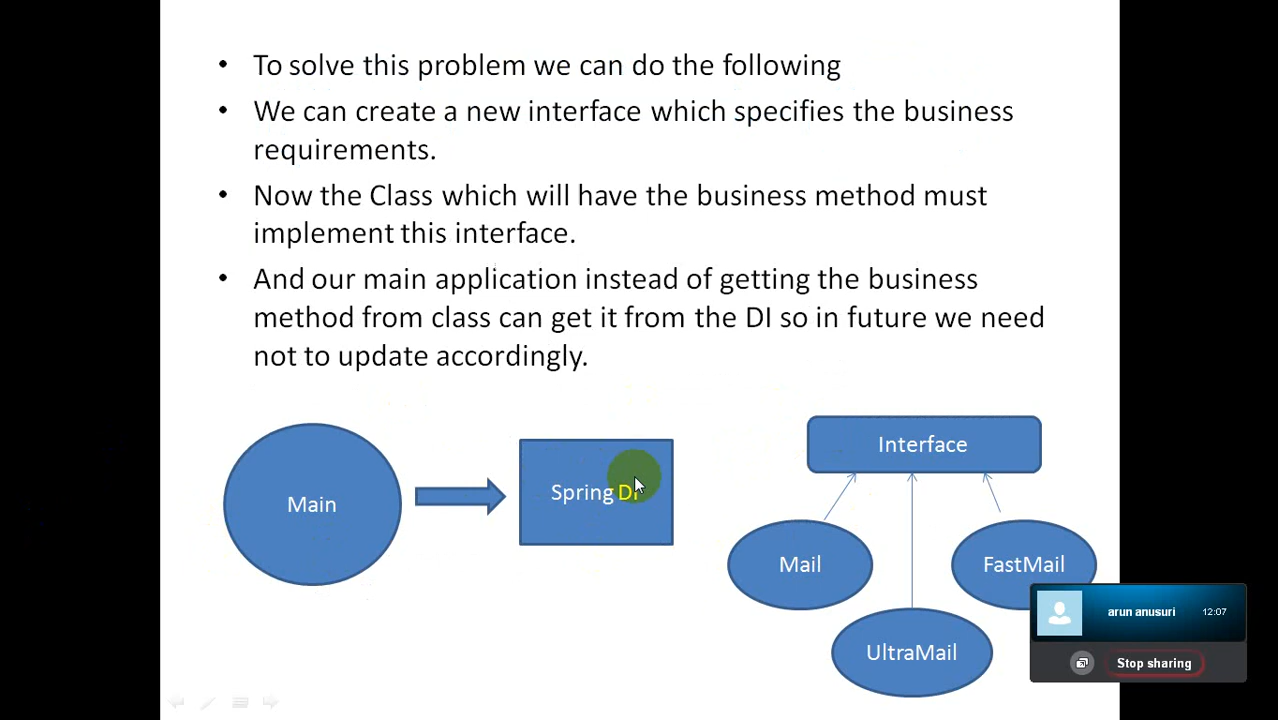 • To solve this problem we can do the following
• We can create a new interface which specifies the business
requirements.
• Now the Class which will have the business method must
implement this interface.
• And our main application instead of getting the business
method from class can get it from the DI so in future we need
not to update accordingly.
Interface
Main
Spring DI
Mail
FastMail
UltraMail
arun anusuri 12:07
Stop sharing